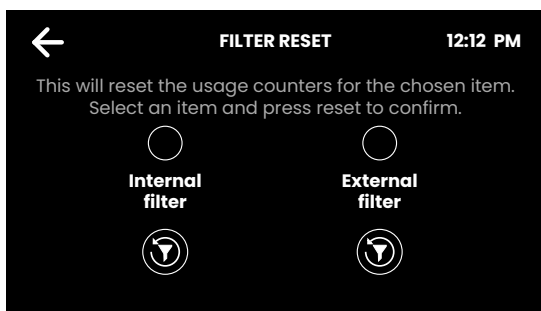 FILTER RESET 12:12 PM
This will reset the usage counters for the chosen item.
Select an item and press reset to confirm.
Internal External
filter filter